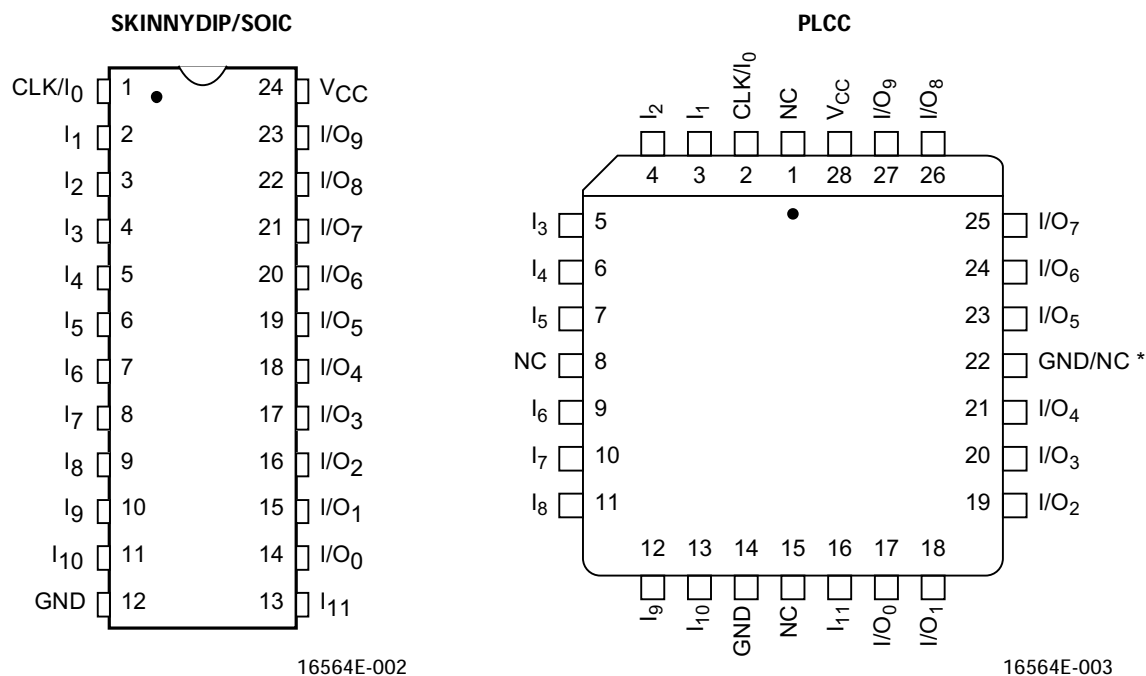 SKINNYDIP/SOIC
CLK/I0 1 24 VCC
I1 2 23 I/O9
I2 3 22 I/O8
I3 4 21 I/O7
I4 5 20 I/O6
I5 6 19 I/O5
I6 7 18 I/O4
I7 8 17 I/O3
I8 9 16 I/O2
I9 10 15 I/O1
I10 11 14 I/O0
GND 12 13 I11
16564E-002
PLCC
I2 I1 CLK/I0 NC VCC I/O9 I/O8
4 3 2 1 28 27 26
I3 5 25 I/O7
I4 6 24 I/O6
I5 7 23 I/O5
NC 8 22 GND/NC *
I6 9 21 I/O4
I7 10 20 I/O3
I8 11 19 I/O2
12 13 14 15 16 17 18
I9 I10 GND NC I11 I/O0 I/O1
16564E-003